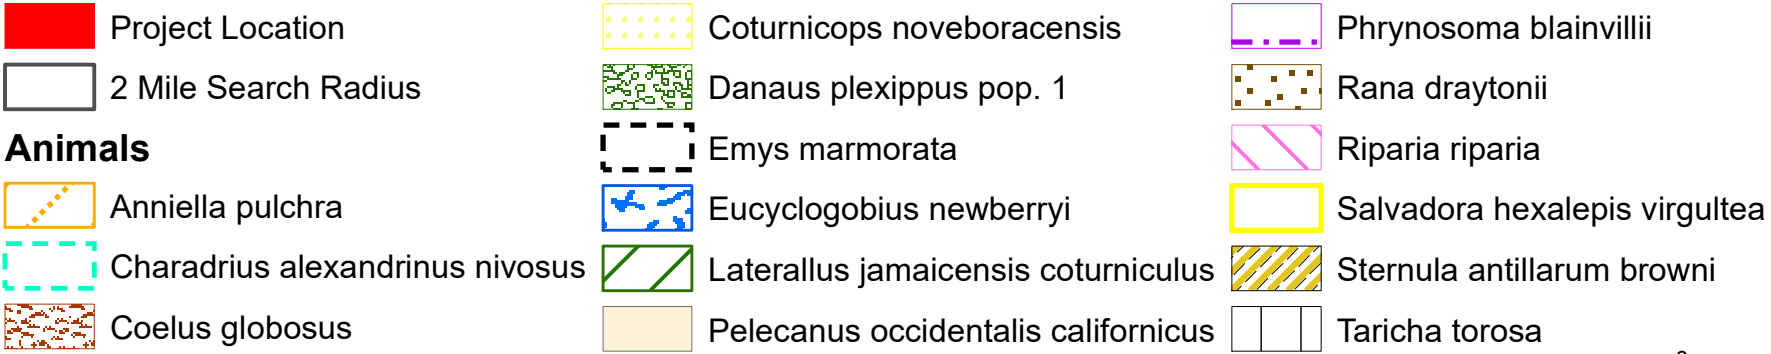 Project Location
2 Mile Search Radius
Animals
Anniella pulchra
Charadrius alexandrinus nivosus
Coelus globosus
Coturnicops noveboracensis
Danaus plexippus pop. 1
Emys marmorata
Eucyclogobius newberryi
Laterallus jamaicensis coturniculus
Pelecanus occidentalis californicus
Phrynosoma blainvillii
Rana draytonii
Riparia riparia
Salvadora hexalepis virgultea
Sternula antillarum browni
Taricha torosa